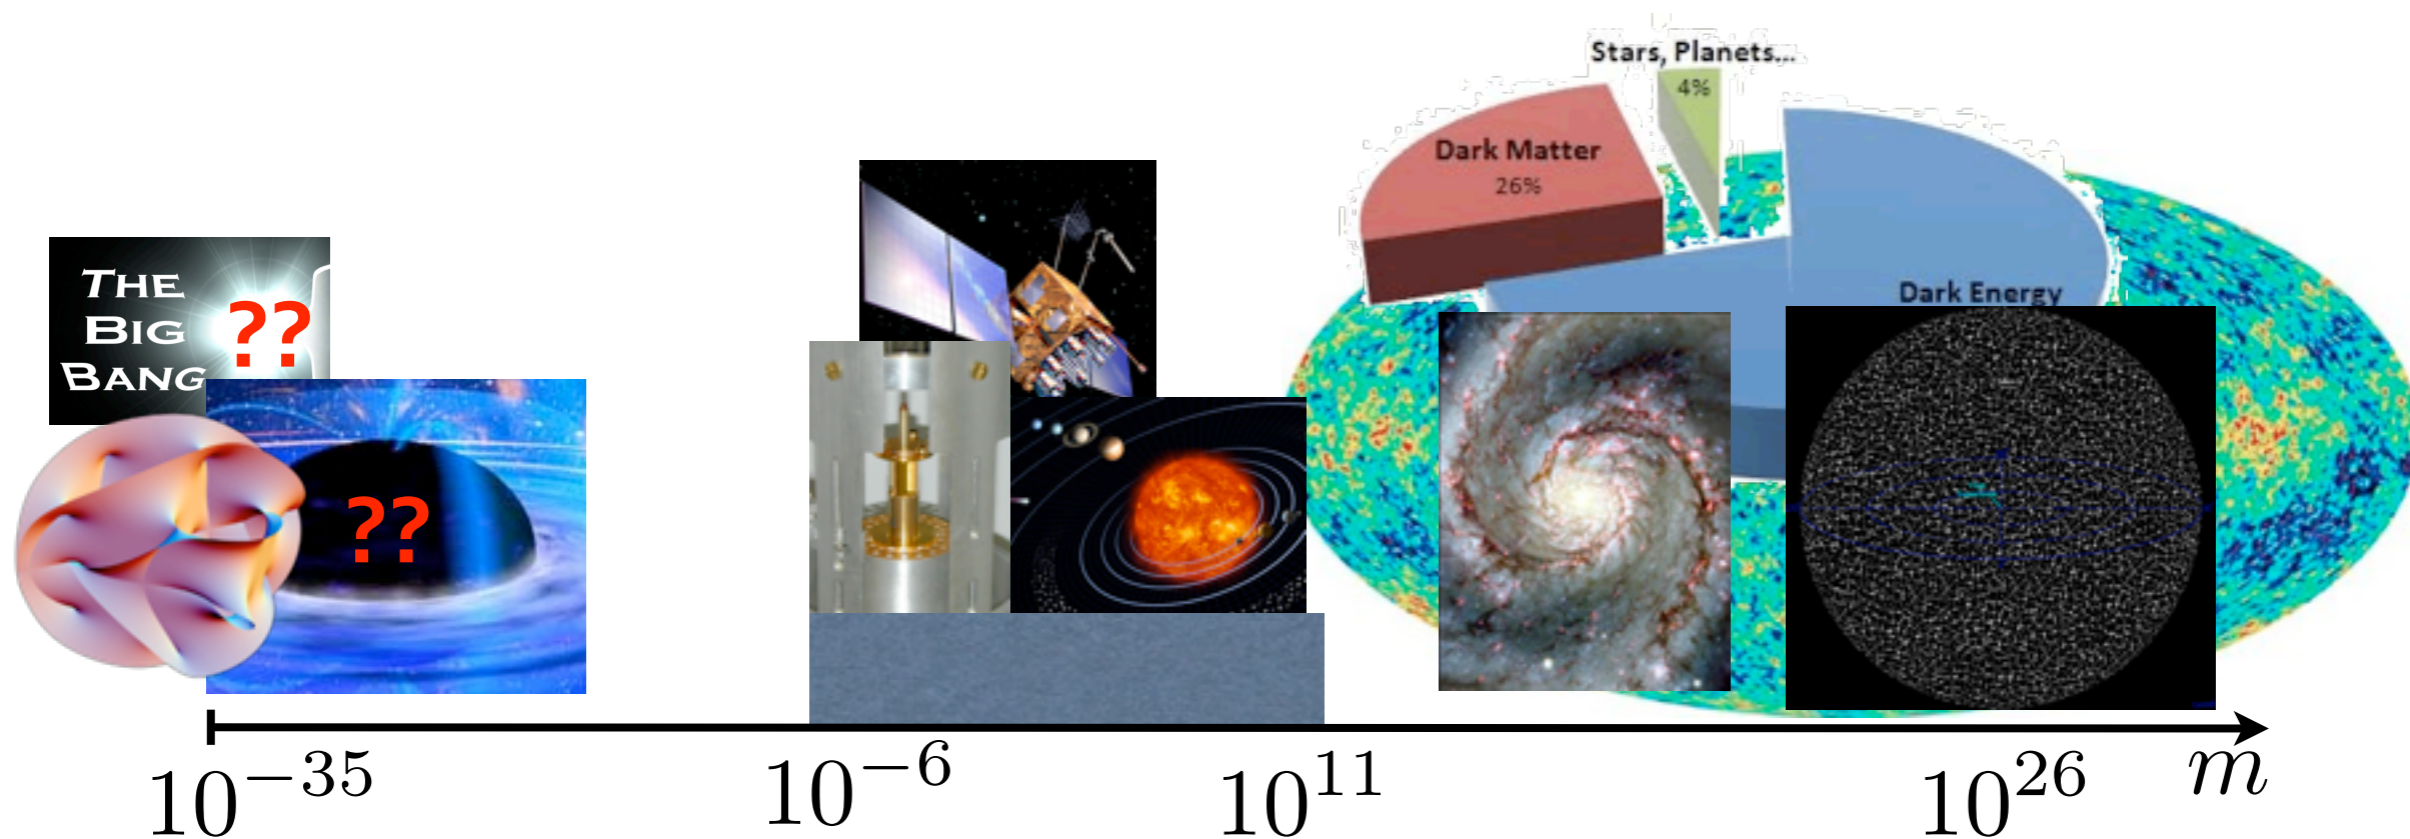 Stars, Planets...
4%
Dark Matter
26%
Dark Energy
THE
BIG
BANG
??
??
10^{-35}
10^{-6}
10^{11}
10^{26}
m